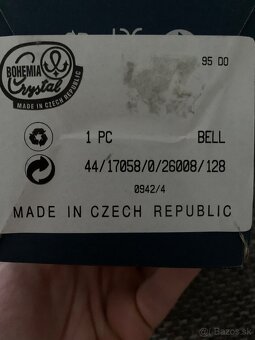 95 DO
BOHEMIA
Crystal
MADE IN CZECH REPUBLIC
1 PC BELL
44/17058/0/26008/128
0942/4
MADE IN CZECH REPUBLIC
Bazos.sk